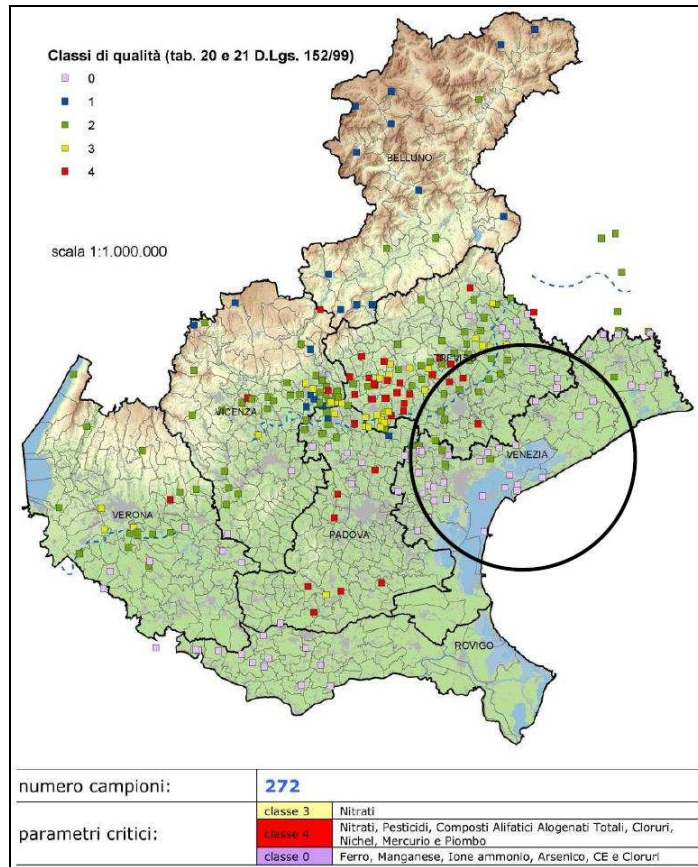 Classi di qualità (tab. 20 e 21 D.Lgs. 152/99)
0
1
2
3
4
scala 1:1.000.000
BELLUNO
TREVISO
VICENZA
VENEZIA
VERONA
PADOVA
ROVIGO
numero campioni: 272
parametri critici:
classe 3 Nitrati
classe 4 Nitrati, Pesticidi, Composti Alifatici Alogenati Totali, Cloruri,
Nichel, Mercurio e Piombo
classe 0 Ferro, Manganese, Ione ammonio, Arsenico, CE e Cloruri